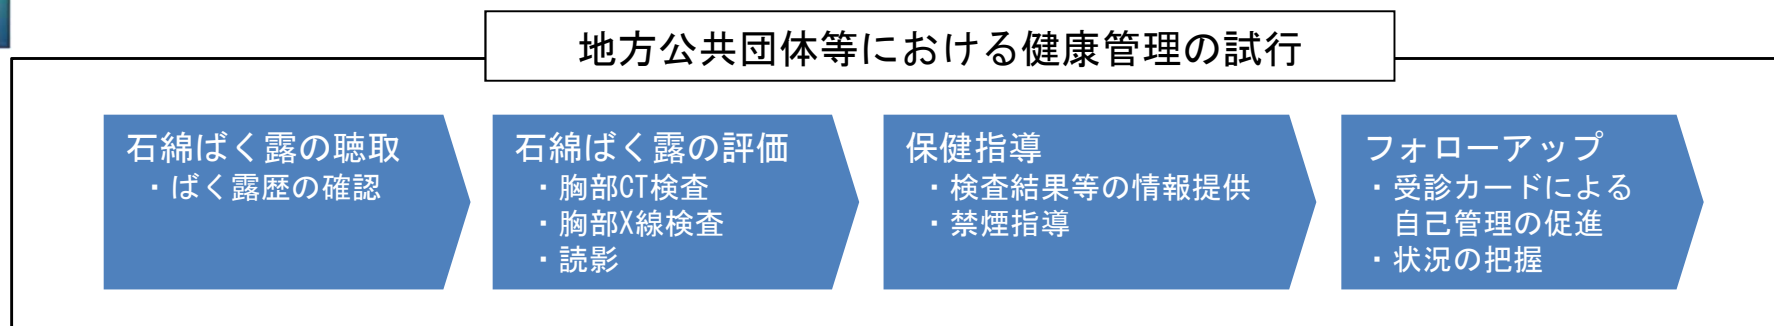 地方公共団体等における健康管理の試行
石綿ばく露の聴取
・ばく露歴の確認
石綿ばく露の評価
・胸部CT検査
・胸部X線検査
・読影
保健指導
・検査結果等の情報提供
・禁煙指導
フォローアップ
・受診カードによる
自己管理の促進
・状況の把握